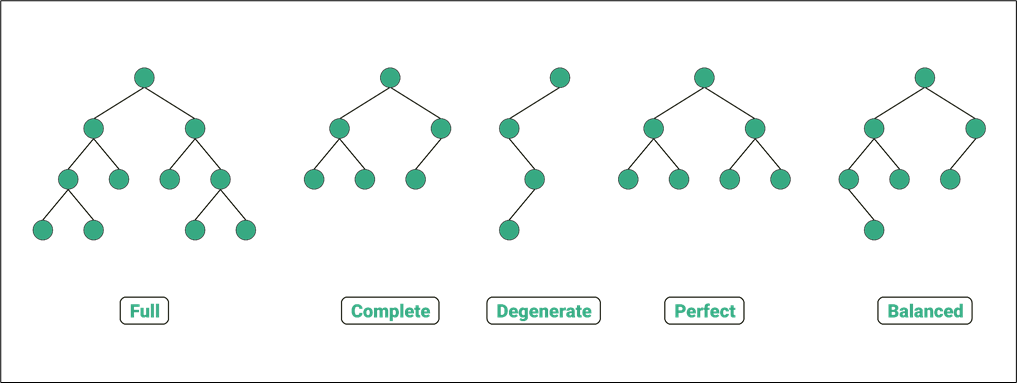 Full
Complete
Degenerate
Perfect
Balanced